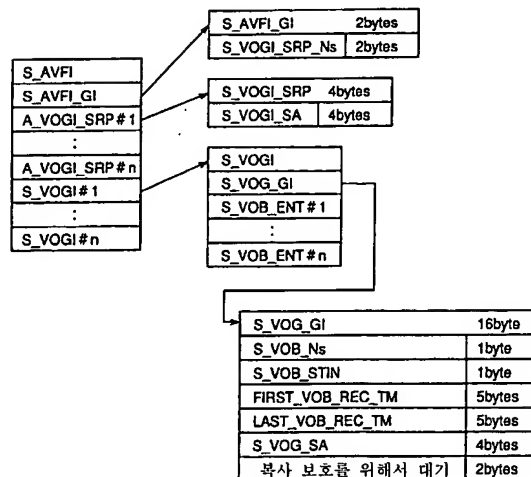 S_AVFI_GI 2bytes
S_VOGI_SRP_Ns 2bytes
S_AVFI
S_AVFI_GI
A_VOGI_SRP#1
:
A_VOGI_SRP#n
S_VOGI#1
:
S_VOGI#n
S_VOGI_SRP 4bytes
S_VOGI_SA 4bytes
S_VOGI
S_VOG_GI
S_VOB_ENT#1
:
S_VOB_ENT#n
S_VOG_GI 16byte
S_VOB_Ns 1byte
S_VOB_STIN 1byte
FIRST_VOB_REC_TM 5bytes
LAST_VOB_REC_TM 5bytes
S_VOG_SA 4bytes
복사 보호를 위해서 대기 2bytes